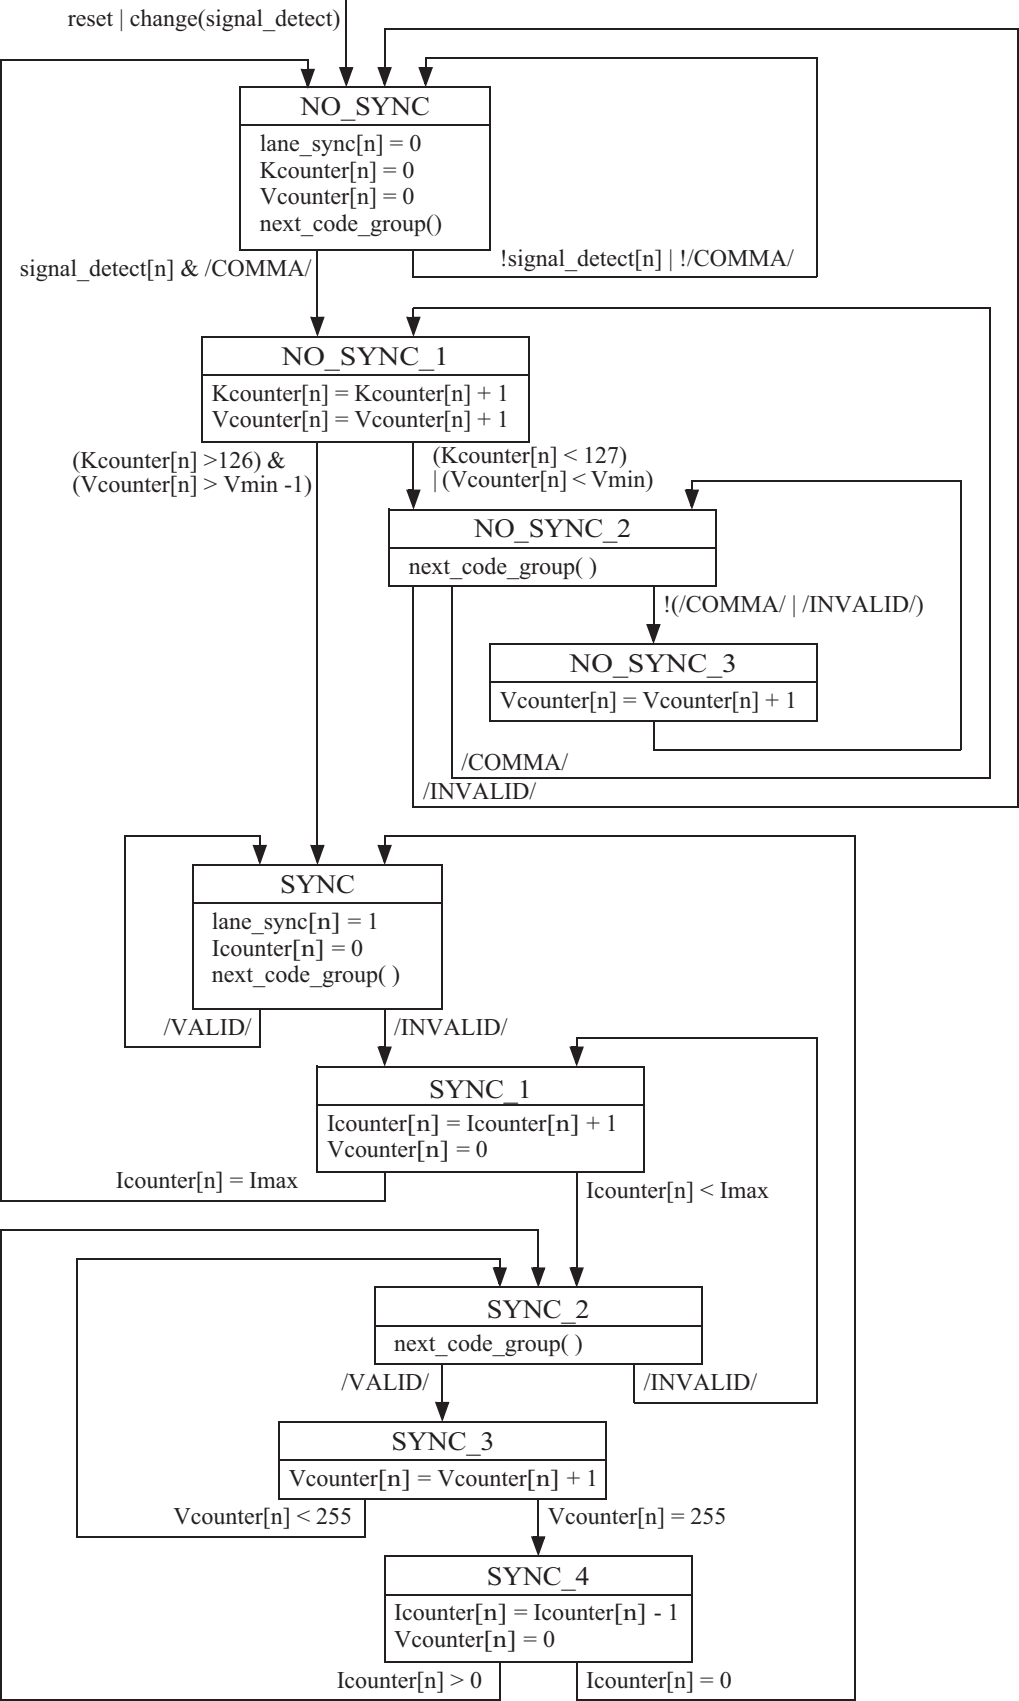 reset | change(signal_detect)
NO_SYNC
lane_sync[n] = 0
Kcounter[n] = 0
Vcounter[n] = 0
next_code_group()
signal_detect[n] & /COMMA/
!signal_detect[n] | !/COMMA/
NO_SYNC_1
Kcounter[n] = Kcounter[n] + 1
Vcounter[n] = Vcounter[n] + 1
(Kcounter[n] >126) &
(Vcounter[n] > Vmin -1)
(Kcounter[n] < 127)
| (Vcounter[n] < Vmin)
NO_SYNC_2
next_code_group( )
!(/COMMA/ | /INVALID/)
NO_SYNC_3
Vcounter[n] = Vcounter[n] + 1
/COMMA/
/INVALID/
SYNC
lane_sync[n] = 1
Icounter[n] = 0
next_code_group( )
/VALID/
/INVALID/
SYNC_1
Icounter[n] = Icounter[n] + 1
Vcounter[n] = 0
Icounter[n] = Imax
Icounter[n] < Imax
SYNC_2
next_code_group( )
/VALID/
/INVALID/
SYNC_3
Vcounter[n] = Vcounter[n] + 1
Vcounter[n] < 255
Vcounter[n] = 255
SYNC_4
Icounter[n] = Icounter[n] - 1
Vcounter[n] = 0
Icounter[n] > 0
Icounter[n] = 0